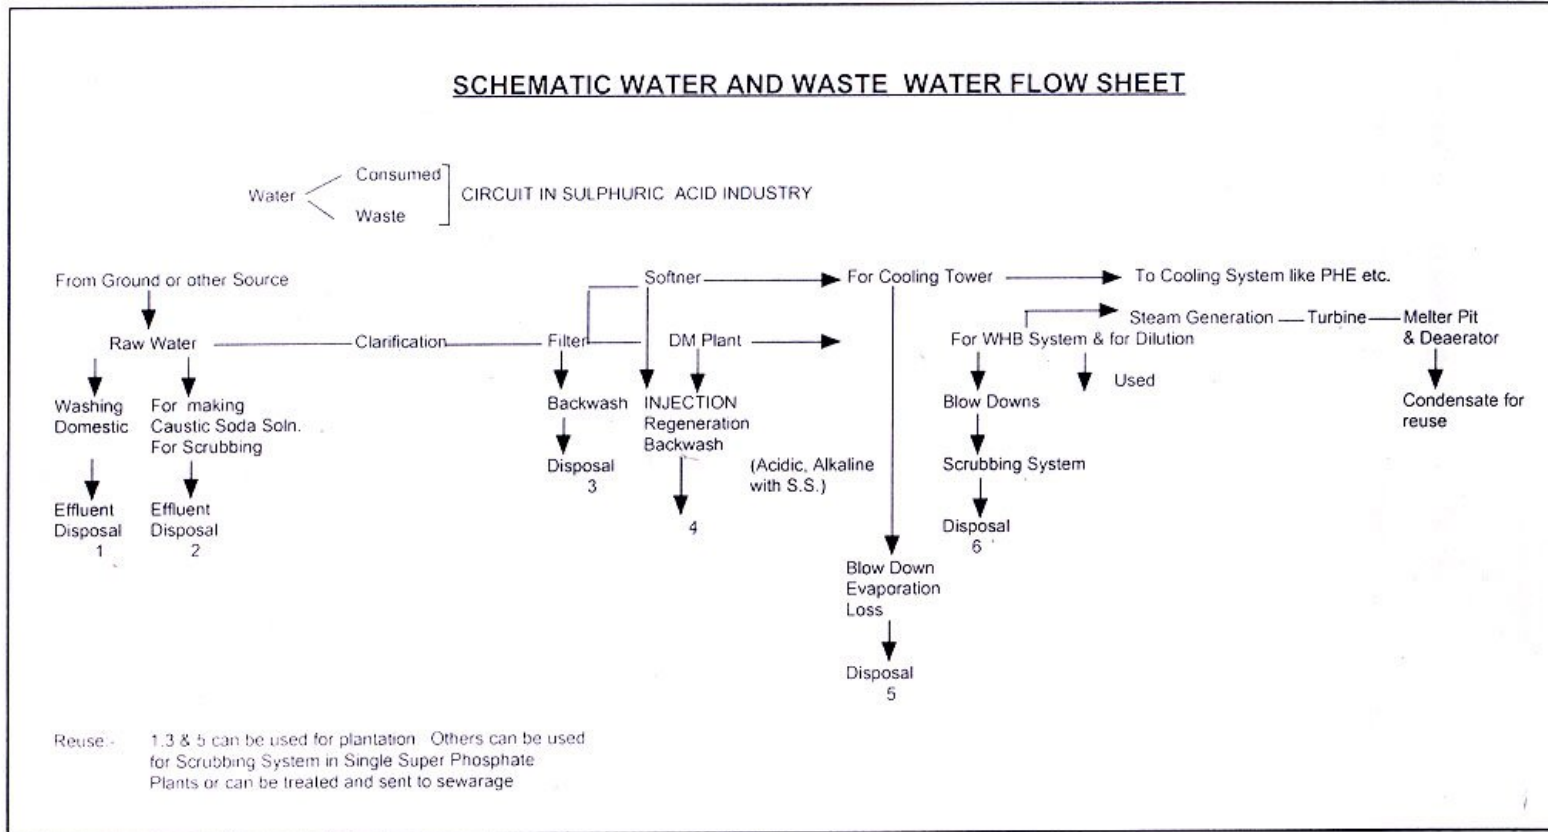 SCHEMATIC WATER AND WASTE WATER FLOW SHEET
Consumed
Water
Waste
CIRCUIT IN SULPHURIC ACID INDUSTRY
From Ground or other Source
Softner
For Cooling Tower
To Cooling System like PHE etc.
Raw Water
Clarification
Filter
DM Plant
For WHB System & for Dilution
Steam Generation
Turbine
Melter Pit
& Deaerator
Washing
Domestic
For making
Caustic Soda Soln.
For Scrubbing
Backwash
INJECTION
Regeneration
Backwash
Blow Downs
Used
Condensate for
reuse
Effluent
Disposal
1
Effluent
Disposal
2
Disposal
3
4
(Acidic, Alkaline
with S.S.)
Scrubbing System
Disposal
6
Blow Down
Evaporation
Loss
Disposal
5
Reuse:- 1.3 & 5 can be used for plantation Others can be used
for Scrubbing System in Single Super Phosphate
Plants or can be treated and sent to sewarage